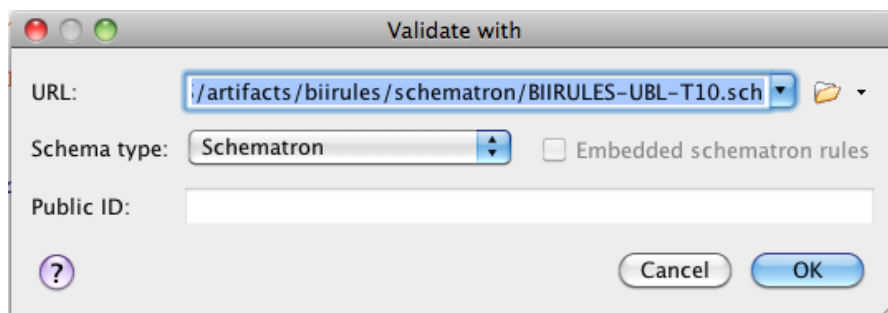 Validate with
URL: /artifacts/biirules/schematron/BIIRULES-UBL-T10.sch
Schema type: Schematron Embedded schematron rules
Public ID:
? Cancel OK